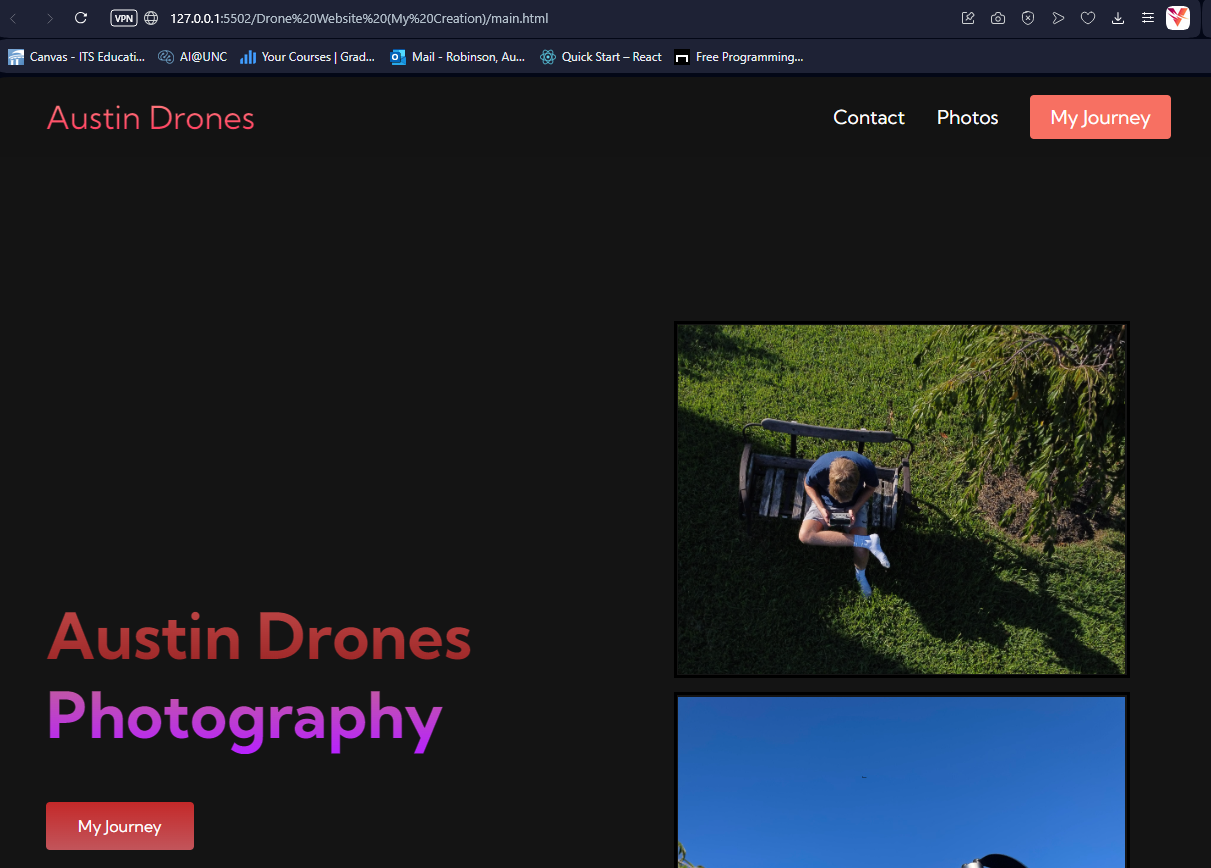 VPN
127.0.0.1:5502/Drone%20Website%20(My%20Creation)/main.html
Canvas - ITS Educati... AI@UNC Your Courses | Grad... Mail - Robinson, Au... Quick Start – React Free Programming...
Austin Drones Contact Photos My Journey
Austin Drones
Photography
My Journey